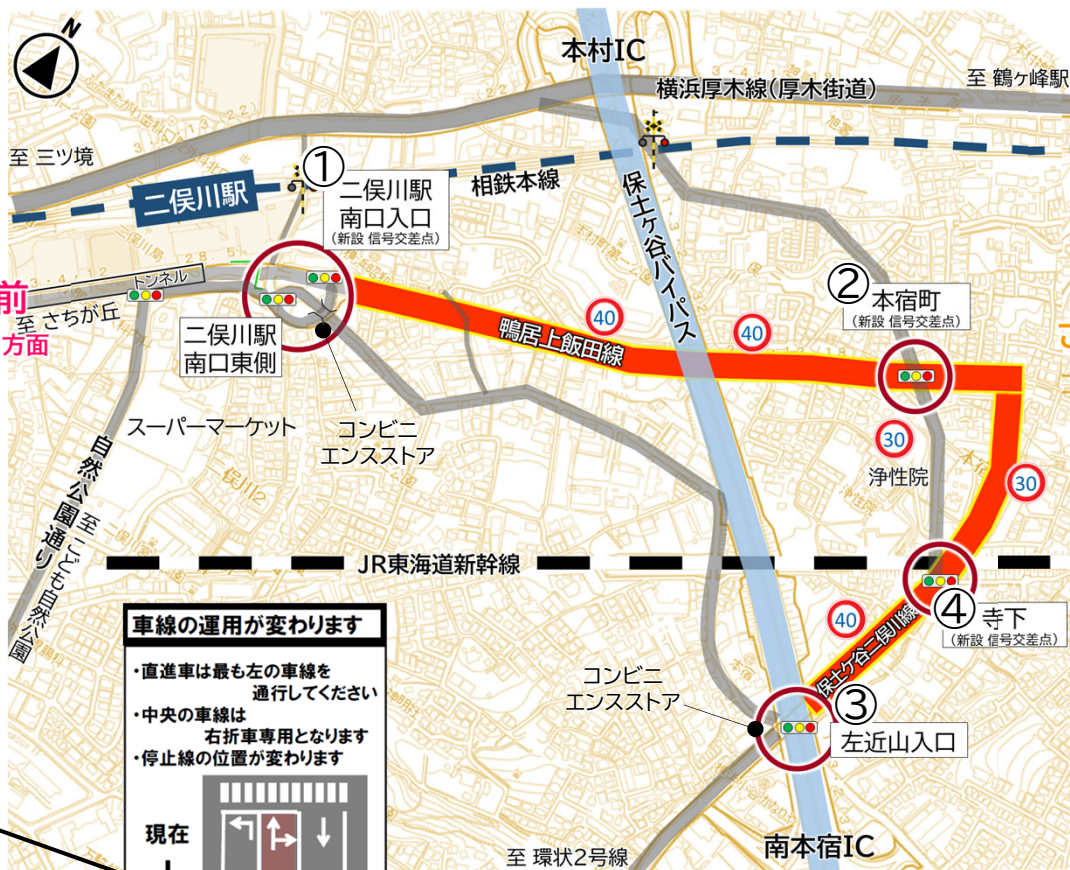 N
本村IC
横浜厚木線(厚木街道)
至 鶴ヶ峰駅
至 三ツ境
二俣川駅
相鉄本線
①
二俣川駅
南口入口
(新設 信号交差点)
保土ヶ谷バイパス
トンネル
前
至 さちが丘
方面
二俣川駅
南口東側
鴨居上飯田線
40
40
②
本宿町
(新設 信号交差点)
スーパーマーケット
コンビニ
エンスストア
30
浄性院
30
自然公園通り
至 こども自然公園
二俣川2
JR東海道新幹線
④
寺下
(新設 信号交差点)
40
保土ケ谷二俣川線
コンビニ
エンスストア
③
左近山入口
車線の運用が変わります
・直進車は最も左の車線を
通行してください
・中央の車線は
右折車専用となります
・停止線の位置が変わります
現在
至 環状2号線
南本宿IC